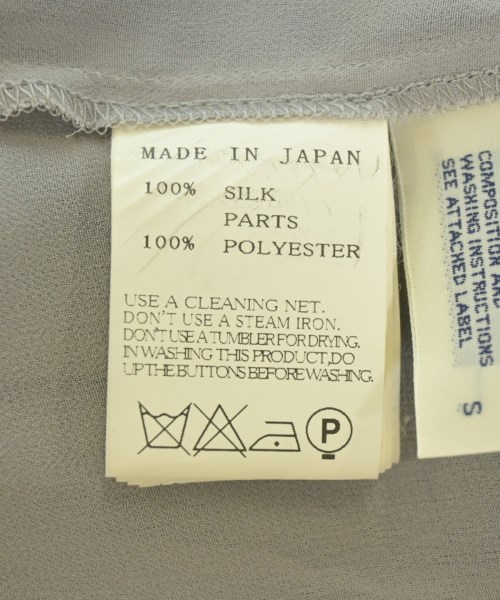 MADE IN JAPAN
100% SILK
PARTS
100% POLYESTER
USE A CLEANING NET.
DON'T USE A STEAM IRON.
DON'T USE A TUMBLER FOR DRYING.
IN WASHING THIS PRODUCT,DO
UP THE BUTTONS BEFORE WASHING.
P
COMPOSITION AND
WASHING INSTRUCTIONS
SEE ATTACHED LABEL
S